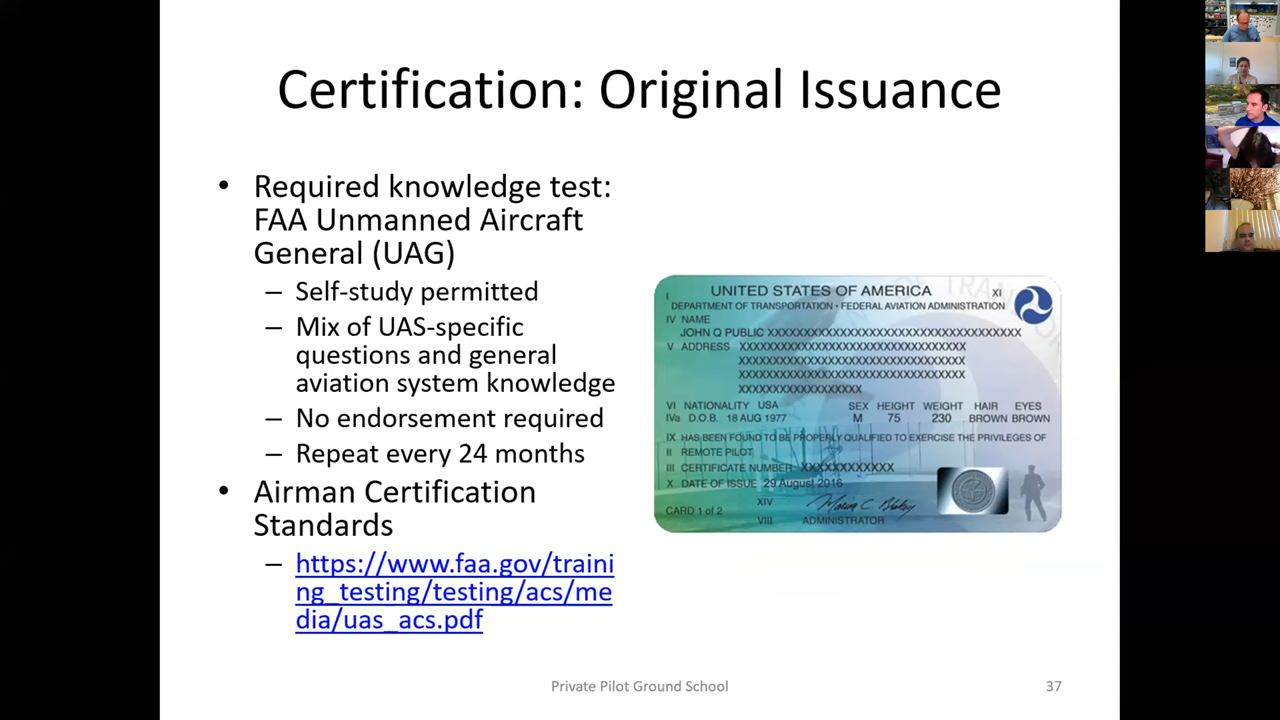 Certification: Original Issuance
• Required knowledge test:
FAA Unmanned Aircraft
General (UAG)
– Self-study permitted
– Mix of UAS-specific
questions and general
aviation system knowledge
– No endorsement required
– Repeat every 24 months
• Airman Certification
Standards
– https://www.faa.gov/traini
ng_testing/testing/acs/me
dia/uas_acs.pdf
I UNITED STATES OF AMERICA XI
DEPARTMENT OF TRANSPORTATION • FEDERAL AVIATION ADMINISTRATION
IV NAME
JOHN Q PUBLIC XXXXXXXXXXXXXXXXXXXXXXXXXXXXXXXXXXXX
V ADDRESS XXXXXXXXXXXXXXXXXXXXXXXXXXXXXXX
XXXXXXXXXXXXXXXXXXXXXXXXXXXXXXX
XXXXXXXXXXXXXXXXXXXXXXXXXXXXXXX
XXXXXXXXXXXXXXXXX
VI NATIONALITY USA SEX HEIGHT WEIGHT HAIR EYES
IVa D.O.B. 18 AUG 1977 M 75 230 BROWN BROWN
IX HAS BEEN FOUND TO BE PROPERLY QUALIFIED TO EXERCISE THE PRIVILEGES OF
II REMOTE PILOT
III CERTIFICATE NUMBER XXXXXXXXXXXX
X DATE OF ISSUE 29 August 2016
XIV
CARD 1 of 2 VIII ADMINISTRATOR
Private Pilot Ground School
37